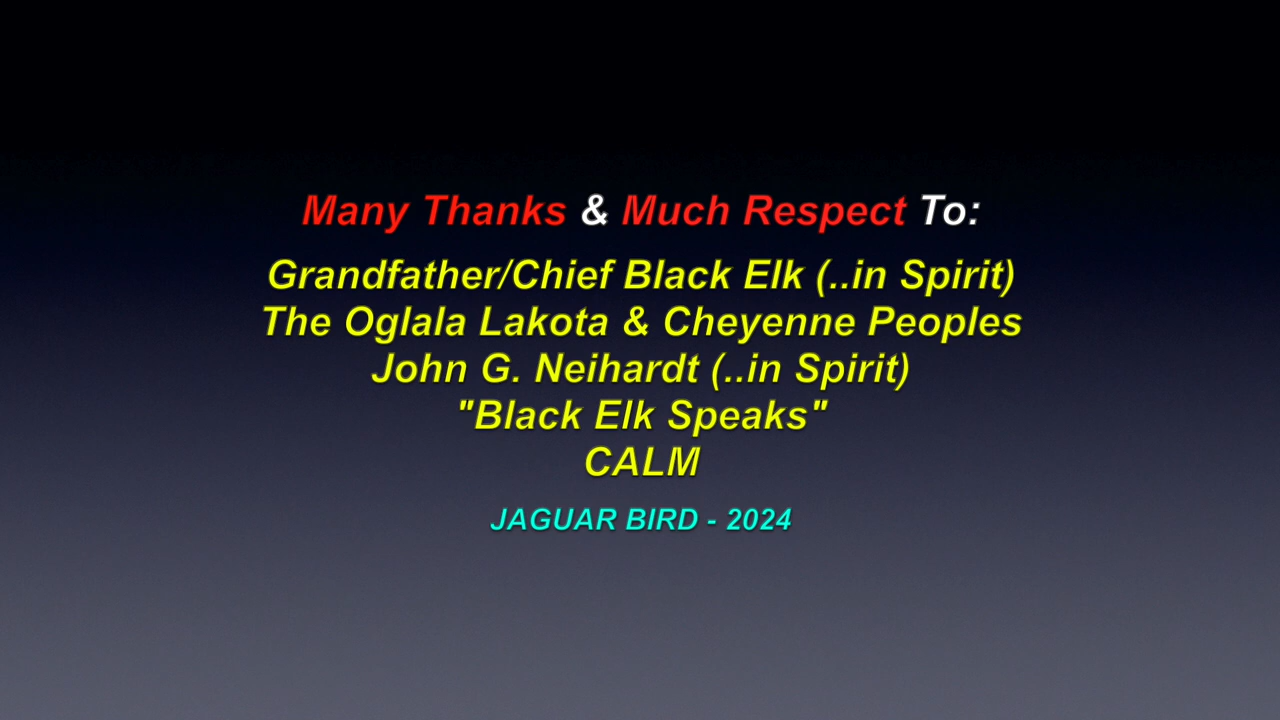 Many Thanks & Much Respect To:
Grandfather/Chief Black Elk (..in Spirit)
The Oglala Lakota & Cheyenne Peoples
John G. Neihardt (..in Spirit)
"Black Elk Speaks"
CALM
JAGUAR BIRD - 2024